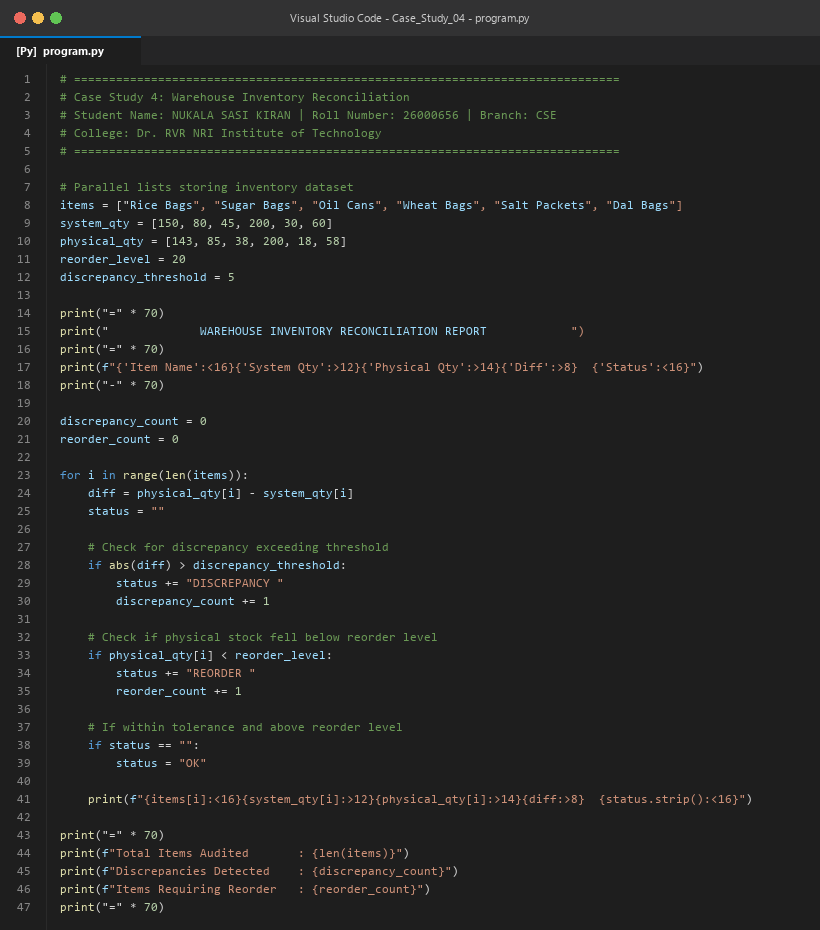 Visual Studio Code - Case_Study_04 - program.py
[Py] program.py
1 # ==============================================================================
2 # Case Study 4: Warehouse Inventory Reconciliation
3 # Student Name: NUKALA SASI KIRAN | Roll Number: 26000656 | Branch: CSE
4 # College: Dr. RVR NRI Institute of Technology
5 # ==============================================================================
6
7 # Parallel lists storing inventory dataset
8 items = ["Rice Bags", "Sugar Bags", "Oil Cans", "Wheat Bags", "Salt Packets", "Dal Bags"]
9 system_qty = [150, 80, 45, 200, 30, 60]
10 physical_qty = [143, 85, 38, 200, 18, 58]
11 reorder_level = 20
12 discrepancy_threshold = 5
13
14 print("=" * 70)
15 print("             WAREHOUSE INVENTORY RECONCILIATION REPORT            ")
16 print("=" * 70)
17 print(f"{'Item Name':<16}{'System Qty':>12}{'Physical Qty':>14}{'Diff':>8}  {'Status':<16}")
18 print("-" * 70)
19
20 discrepancy_count = 0
21 reorder_count = 0
22
23 for i in range(len(items)):
24     diff = physical_qty[i] - system_qty[i]
25     status = ""
26
27     # Check for discrepancy exceeding threshold
28     if abs(diff) > discrepancy_threshold:
29         status += "DISCREPANCY "
30         discrepancy_count += 1
31
32     # Check if physical stock fell below reorder level
33     if physical_qty[i] < reorder_level:
34         status += "REORDER "
35         reorder_count += 1
36
37     # If within tolerance and above reorder level
38     if status == "":
39         status = "OK"
40
41     print(f"{items[i]:<16}{system_qty[i]:>12}{physical_qty[i]:>14}{diff:>8}  {status.strip():<16}")
42
43 print("=" * 70)
44 print(f"Total Items Audited       : {len(items)}")
45 print(f"Discrepancies Detected    : {discrepancy_count}")
46 print(f"Items Requiring Reorder   : {reorder_count}")
47 print("=" * 70)